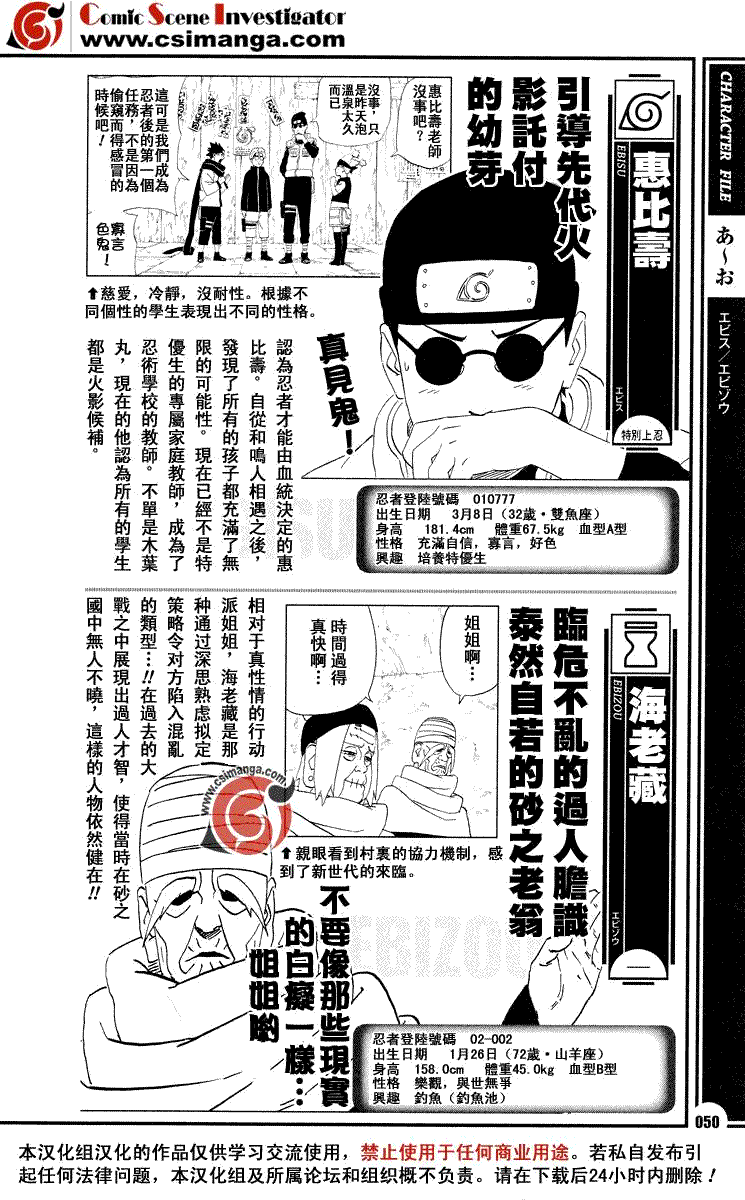 Comic Scene Investigator
www.csimanga.com
CHARACTER FILE
あ～お
エビス／エビゾウ
EBISU
惠比壽
エビス
特別上忍
引導先代火
影託付
的幼芽
惠比壽老師
沒事吧？
沒事，只
是昨天泡
溫泉太久
而已
這可是我們成為
忍者後的第一個
任務，不是因為
偷窺而得感冒的
時候吧！
寡言
色鬼！
⬆慈愛，冷靜，沒耐性。根據不
同個性的學生表現出不同的性格。
真見鬼！
認為忍者才能由血統決定的惠
比壽。自從和鳴人相遇之後，
發現了所有的孩子都充滿了無
限的可能性。現在已經不是特
優生的專屬家庭教師，成為了
忍術學校的教師。不單是木葉
丸，現在的他認為所有的學生
都是火影候補。
忍者登陸號碼 010777
出生日期 3月8日（32歲・雙魚座）
身高 181.4cm 體重67.5kg 血型A型
性格 充滿自信，寡言，好色
興趣 培養特優生
EBIZOU
海老藏
エビゾウ
臨危不亂的過人膽識
泰然自若的砂之老翁
姐姐啊…
時間過得
真快啊…
相对于真性情的行动
派姐姐，海老藏是那
种通过深思熟虑拟定
策略令对方陷入混亂
的類型…!!在過去的大
戰之中展現出過人才智，使得當時在砂之
國中無人不曉，這樣的人物依然健在!!
www.csimanga.com
⬆親眼看到村裏的協力機制，感
到了新世代的來臨。
不要像那些現實
的白癡一樣…
姐姐喲
EBIZOU
忍者登陸號碼 02-002
出生日期 1月26日（72歲・山羊座）
身高 158.0cm 體重45.0kg 血型B型
性格 樂觀，與世無爭
興趣 釣魚（釣魚池）
050
本汉化组汉化的作品仅供学习交流使用，禁止使用于任何商业用途。若私自发布引
起任何法律问题，本汉化组及所属论坛和组织概不负责。请在下载后24小时内删除！